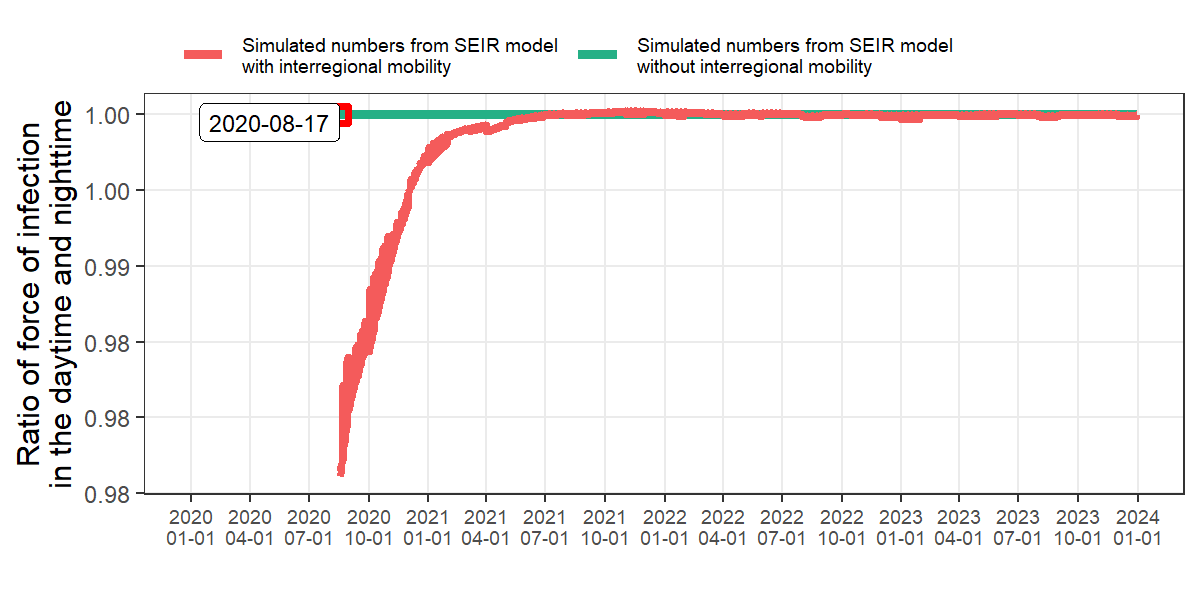 Simulated numbers from SEIR model
with interregional mobility
Simulated numbers from SEIR model
without interregional mobility
Ratio of force of infection
in the daytime and nighttime
1.00
1.00
0.99
0.98
0.98
0.98
2020-08-17
2020 2020 2020 2020 2021 2021 2021 2021 2022 2022 2022 2022 2023 2023 2023 2023 2024
01-01 04-01 07-01 10-01 01-01 04-01 07-01 10-01 01-01 04-01 07-01 10-01 01-01 04-01 07-01 10-01 01-01